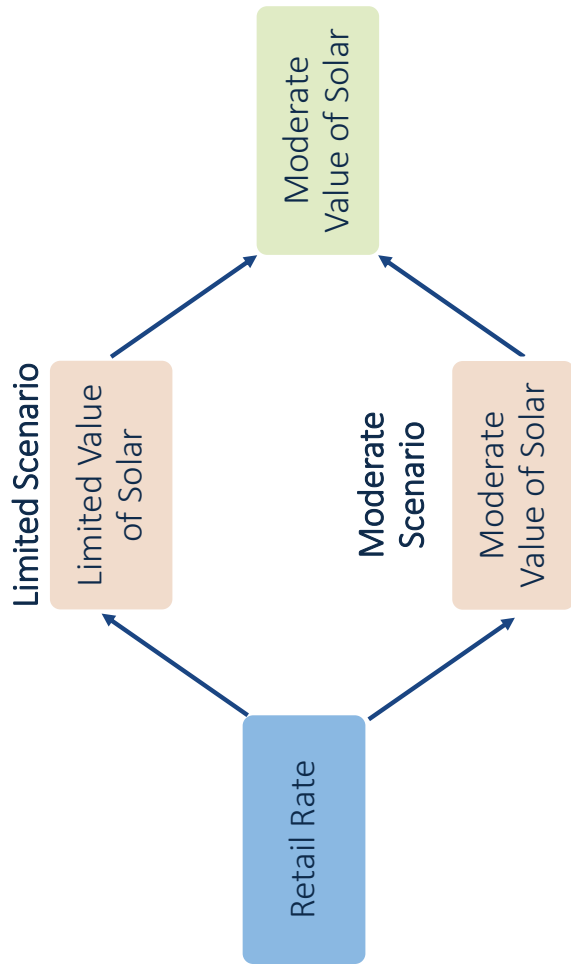 Limited Scenario
Limited Value
of Solar
Retail Rate
Moderate
Value of Solar
Moderate
Scenario
Moderate
Value of Solar